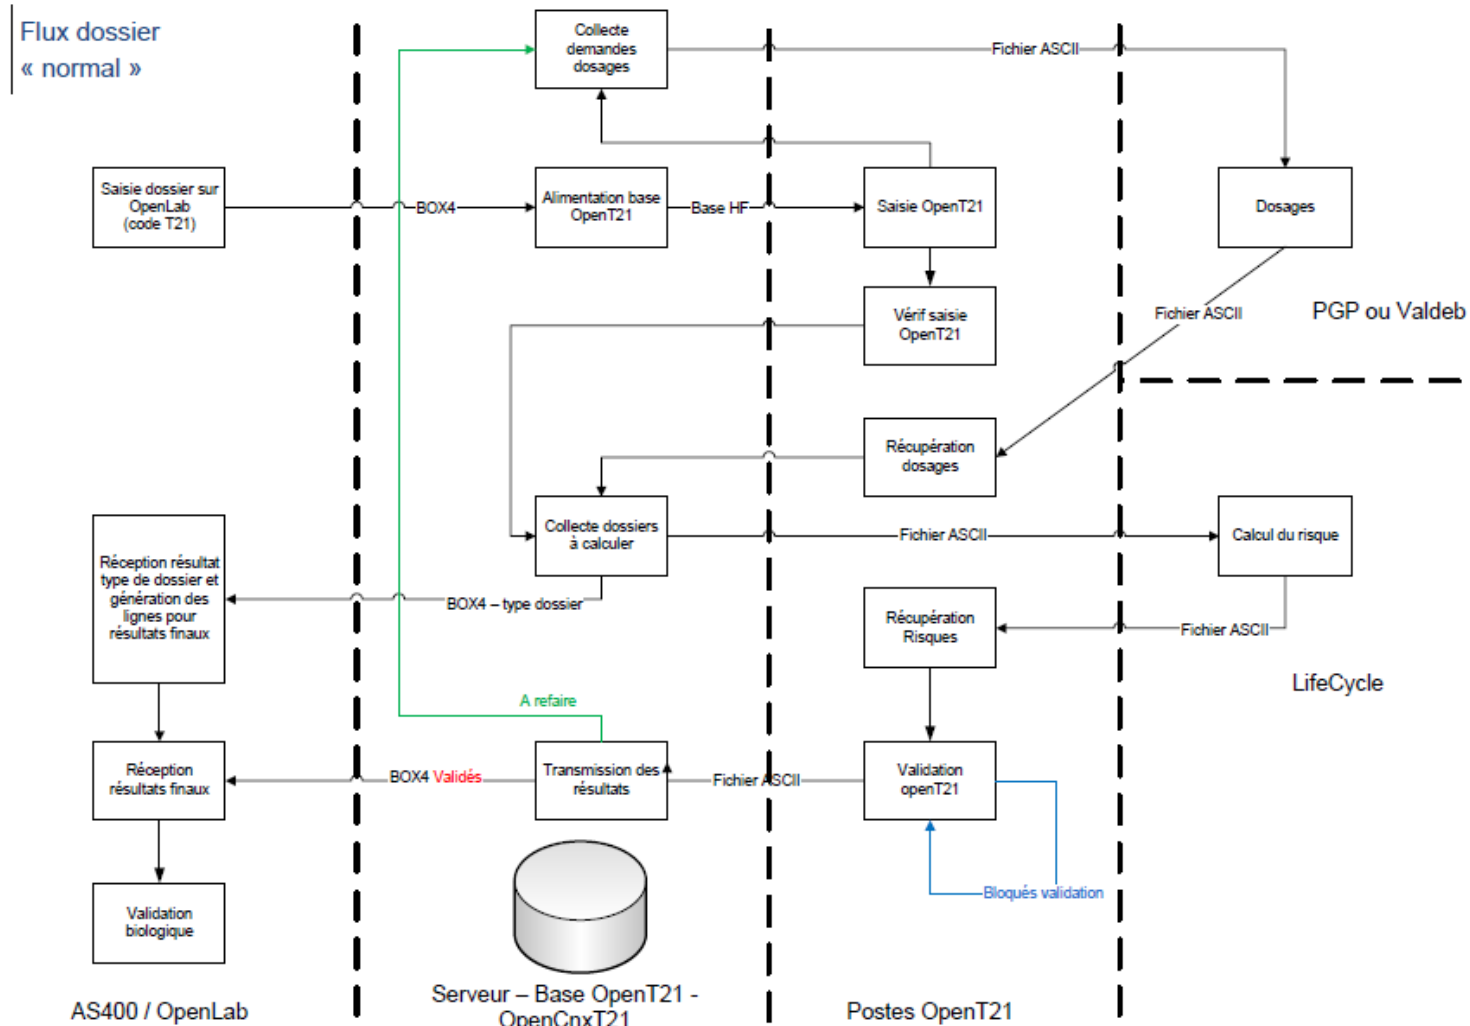 Flux dossier
« normal »
Collecte
demandes
dosages
Fichier ASCII
Saisie dossier sur
OpenLab
(code T21)
BOX4
Alimentation base
OpenT21
Base HF
Saisie OpenT21
Dosages
Vérif saisie
OpenT21
Fichier ASCII
PGP ou Valdeb
Récupération
dosages
Collecte dossiers
à calculer
Fichier ASCII
Calcul du risque
Réception résultat
type de dossier et
génération des
lignes pour
résultats finaux
BOX4 – type dossier
Récupération
Risques
Fichier ASCII
LifeCycle
A refaire
Réception
résultats finaux
BOX4 Validés
Transmission des
résultats
Fichier ASCII
Validation
openT21
Bloqués validation
Validation
biologique
AS400 / OpenLab
Serveur – Base OpenT21 -
OpenCnxT21
Postes OpenT21